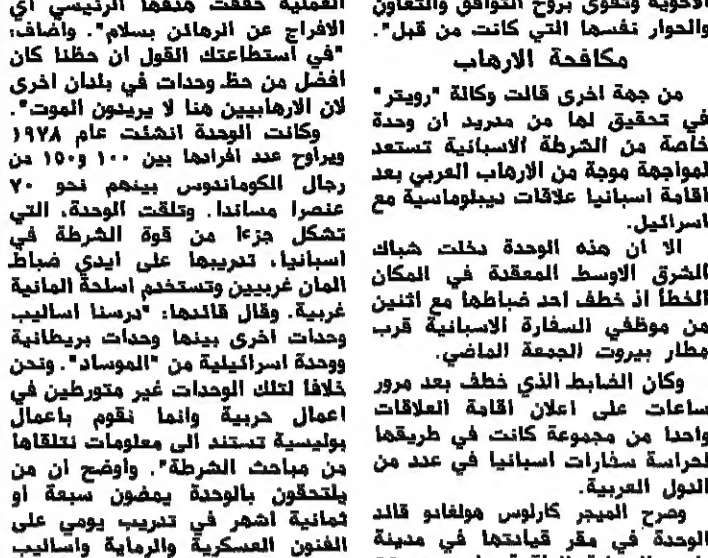 الاخوية وتقوى بروح التوافق والتعاون
والحوار نفسها التي كانت من قبل".
مكافحة الارهاب
من جهة اخرى قالت وكالة "رويتر"
في تحقيق لها من مدريد ان وحدة
خاصة من الشرطة الاسبانية تستعد
لمواجهة موجة من الارهاب العربي بعد
اقامة اسبانيا علاقات ديبلوماسية مع
اسرائيل.
الا ان هذه الوحدة دخلت شباك
الشرق الاوسط المعقدة في المكان
الخطأ اذ خطف احد ضباطها مع اثنين
من موظفي السفارة الاسبانية قرب
مطار بيروت الجمعة الماضي.
وكان الضابط الذي خطف بعد مرور
ساعات على اعلان اقامة العلاقات
واحدا من مجموعة كانت في طريقها
لحراسة سفارات اسبانيا في عدد من
الدول العربية.
وصرح الميجر كارلوس هولغادو قائد
الوحدة في مقر قيادتها في مدينة
العملية حققت هدفها الرئيسي اي
الافراج عن الرهائن بسلام". واضاف:
"في استطاعتك القول ان حظنا كان
افضل من حظ وحدات في بلدان اخرى
لان الارهابيين هنا لا يريدون الموت".
وكانت الوحدة انشئت عام ١٩٧٨
ويراوح عدد افرادها بين ١٠٠ و١٥٠ من
رجال الكوماندوس بينهم نحو ٧٠
عنصرا مساندا. وتلقت الوحدة، التي
تشكل جزءا من قوة الشرطة في
اسبانيا، تدريبها على ايدي ضباط
المان غربيين وتستخدم اسلحة المانية
غربية. وقال قائدها: "درسنا اساليب
وحدات اخرى بينها وحدات بريطانية
ووحدة اسرائيلية من "الموساد". ونحن
خلافا لتلك الوحدات غير متورطين في
اعمال حربية وانما نقوم باعمال
بوليسية تستند الى معلومات نتلقاها
من مباحث الشرطة". وأوضح ان من
يلتحقون بالوحدة يمضون سبعة أو
ثمانية اشهر في تدريب يومي على
الفنون العسكرية والرماية واساليب